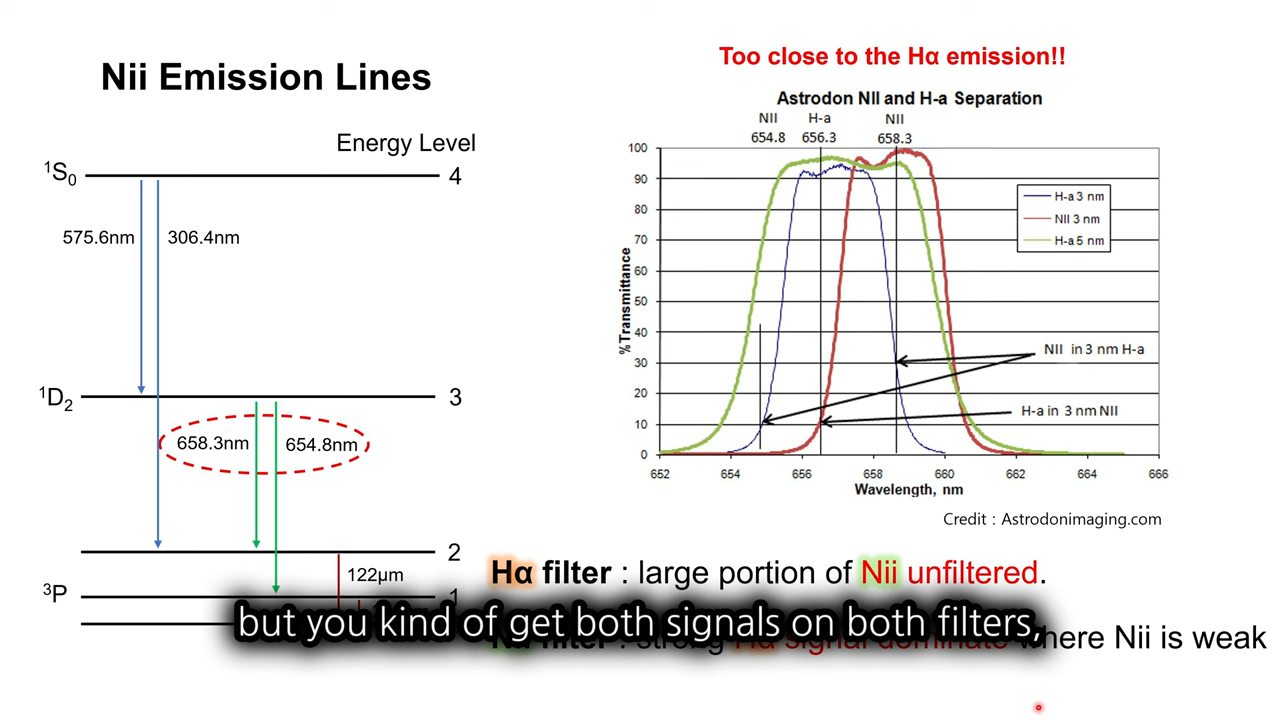 Nii Emission Lines
Energy Level
¹S₀
4
575.6nm
306.4nm
¹D₂
3
658.3nm
654.8nm
2
122μm
³P
1
Too close to the Hα emission!!
Astrodon NII and H-a Separation
NII H-a NII
654.8 656.3 658.3
%Transmittance
100
90
80
70
60
50
40
30
20
10
0
H-a 3 nm
NII 3 nm
H-a 5 nm
NII in 3 nm H-a
H-a in 3 nm NII
652 654 656 658 660 662 664 666
Wavelength, nm
Credit : Astrodonimaging.com
Hα filter : large portion of Nii unfiltered.
filter : strong Hα signal dominate where Nii is weak
but you kind of get both signals on both filters,